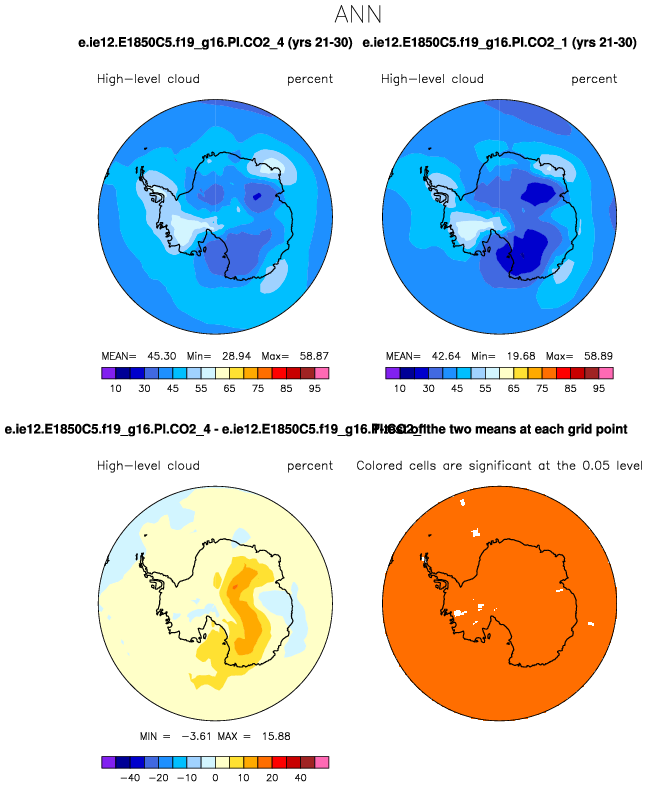 ANN
e.ie12.E1850C5.f19_g16.PI.CO2_4 (yrs 21-30)
e.ie12.E1850C5.f19_g16.PI.CO2_1 (yrs 21-30)
High-level cloud percent
High-level cloud percent
MEAN= 45.30 Min= 28.94 Max= 58.87
MEAN= 42.64 Min= 19.68 Max= 58.89
10 30 45 55 65 75 85 95
10 30 45 55 65 75 85 95
e.ie12.E1850C5.f19_g16.PI.CO2_4 - e.ie12.E1850C5.f19_g16.PI.CO2_1
of the two means at each grid point
High-level cloud percent
Colored cells are significant at the 0.05 level
MIN = -3.61 MAX = 15.88
-40 -20 -10 0 10 20 40